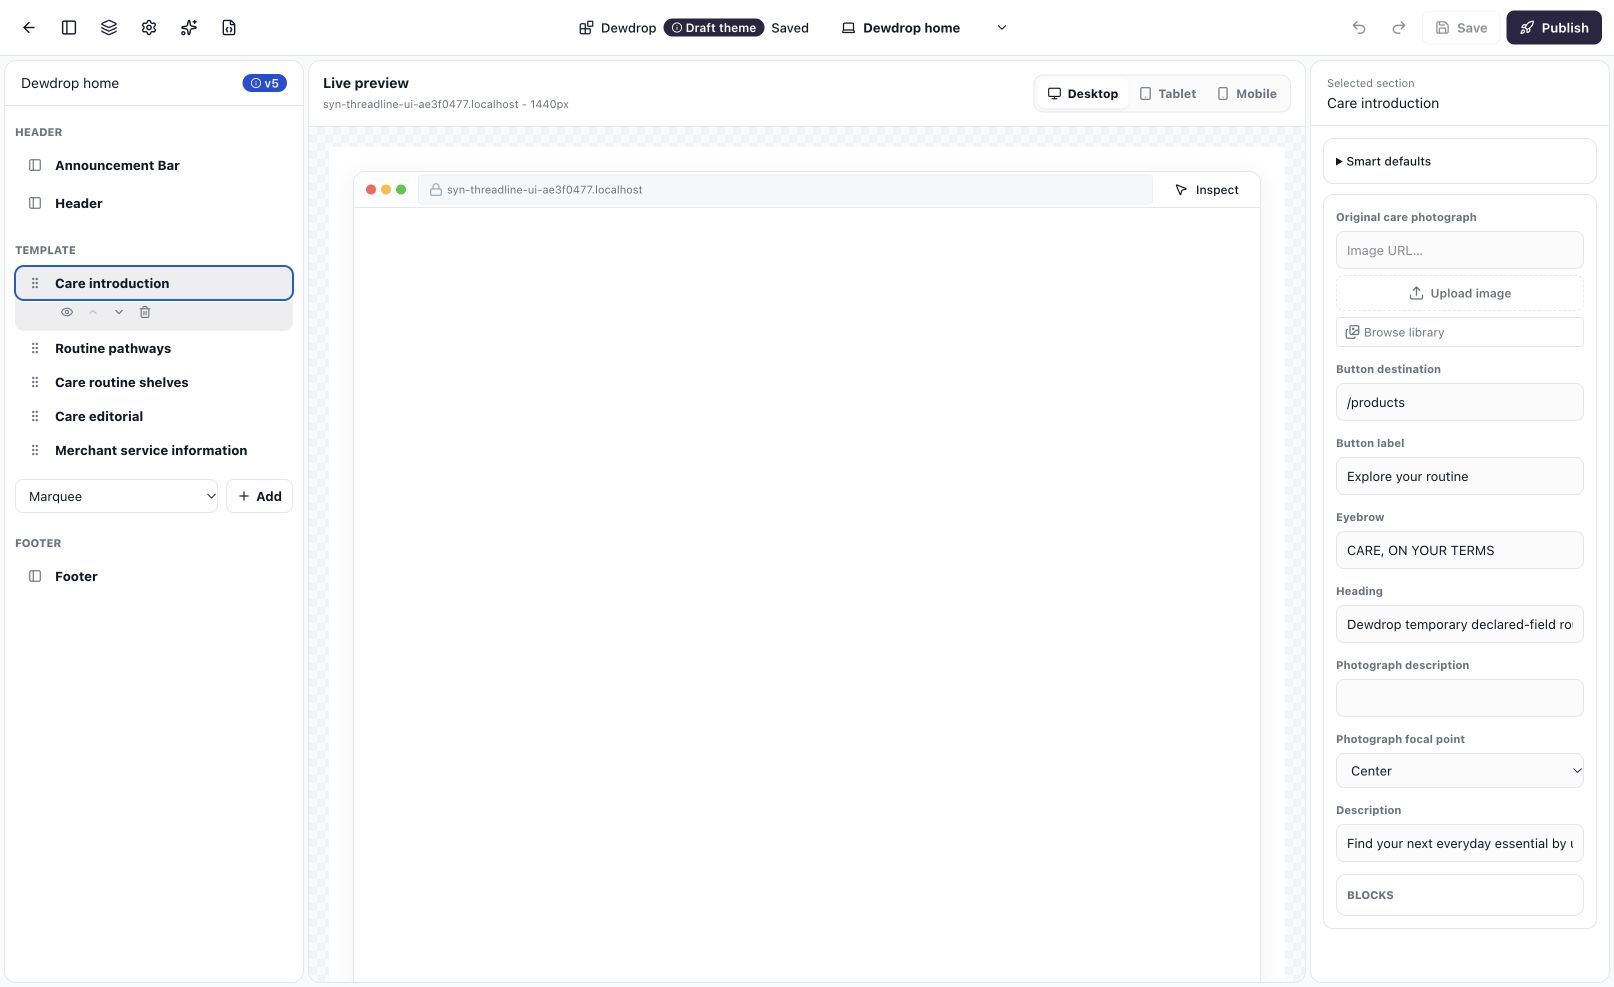 Dewdrop
Draft theme
Saved
Dewdrop home
Save
Publish
Dewdrop home
v5
HEADER
Announcement Bar
Header
TEMPLATE
Care introduction
Routine pathways
Care routine shelves
Care editorial
Merchant service information
Marquee
Add
FOOTER
Footer
Live preview
syn-threadline-ui-ae3f0477.localhost - 1440px
Desktop
Tablet
Mobile
syn-threadline-ui-ae3f0477.localhost
Inspect
Selected section
Care introduction
Smart defaults
Original care photograph
Image URL...
Upload image
Browse library
Button destination
/products
Button label
Explore your routine
Eyebrow
CARE, ON YOUR TERMS
Heading
Dewdrop temporary declared-field
Photograph description
Photograph focal point
Center
Description
Find your next everyday essential by
BLOCKS